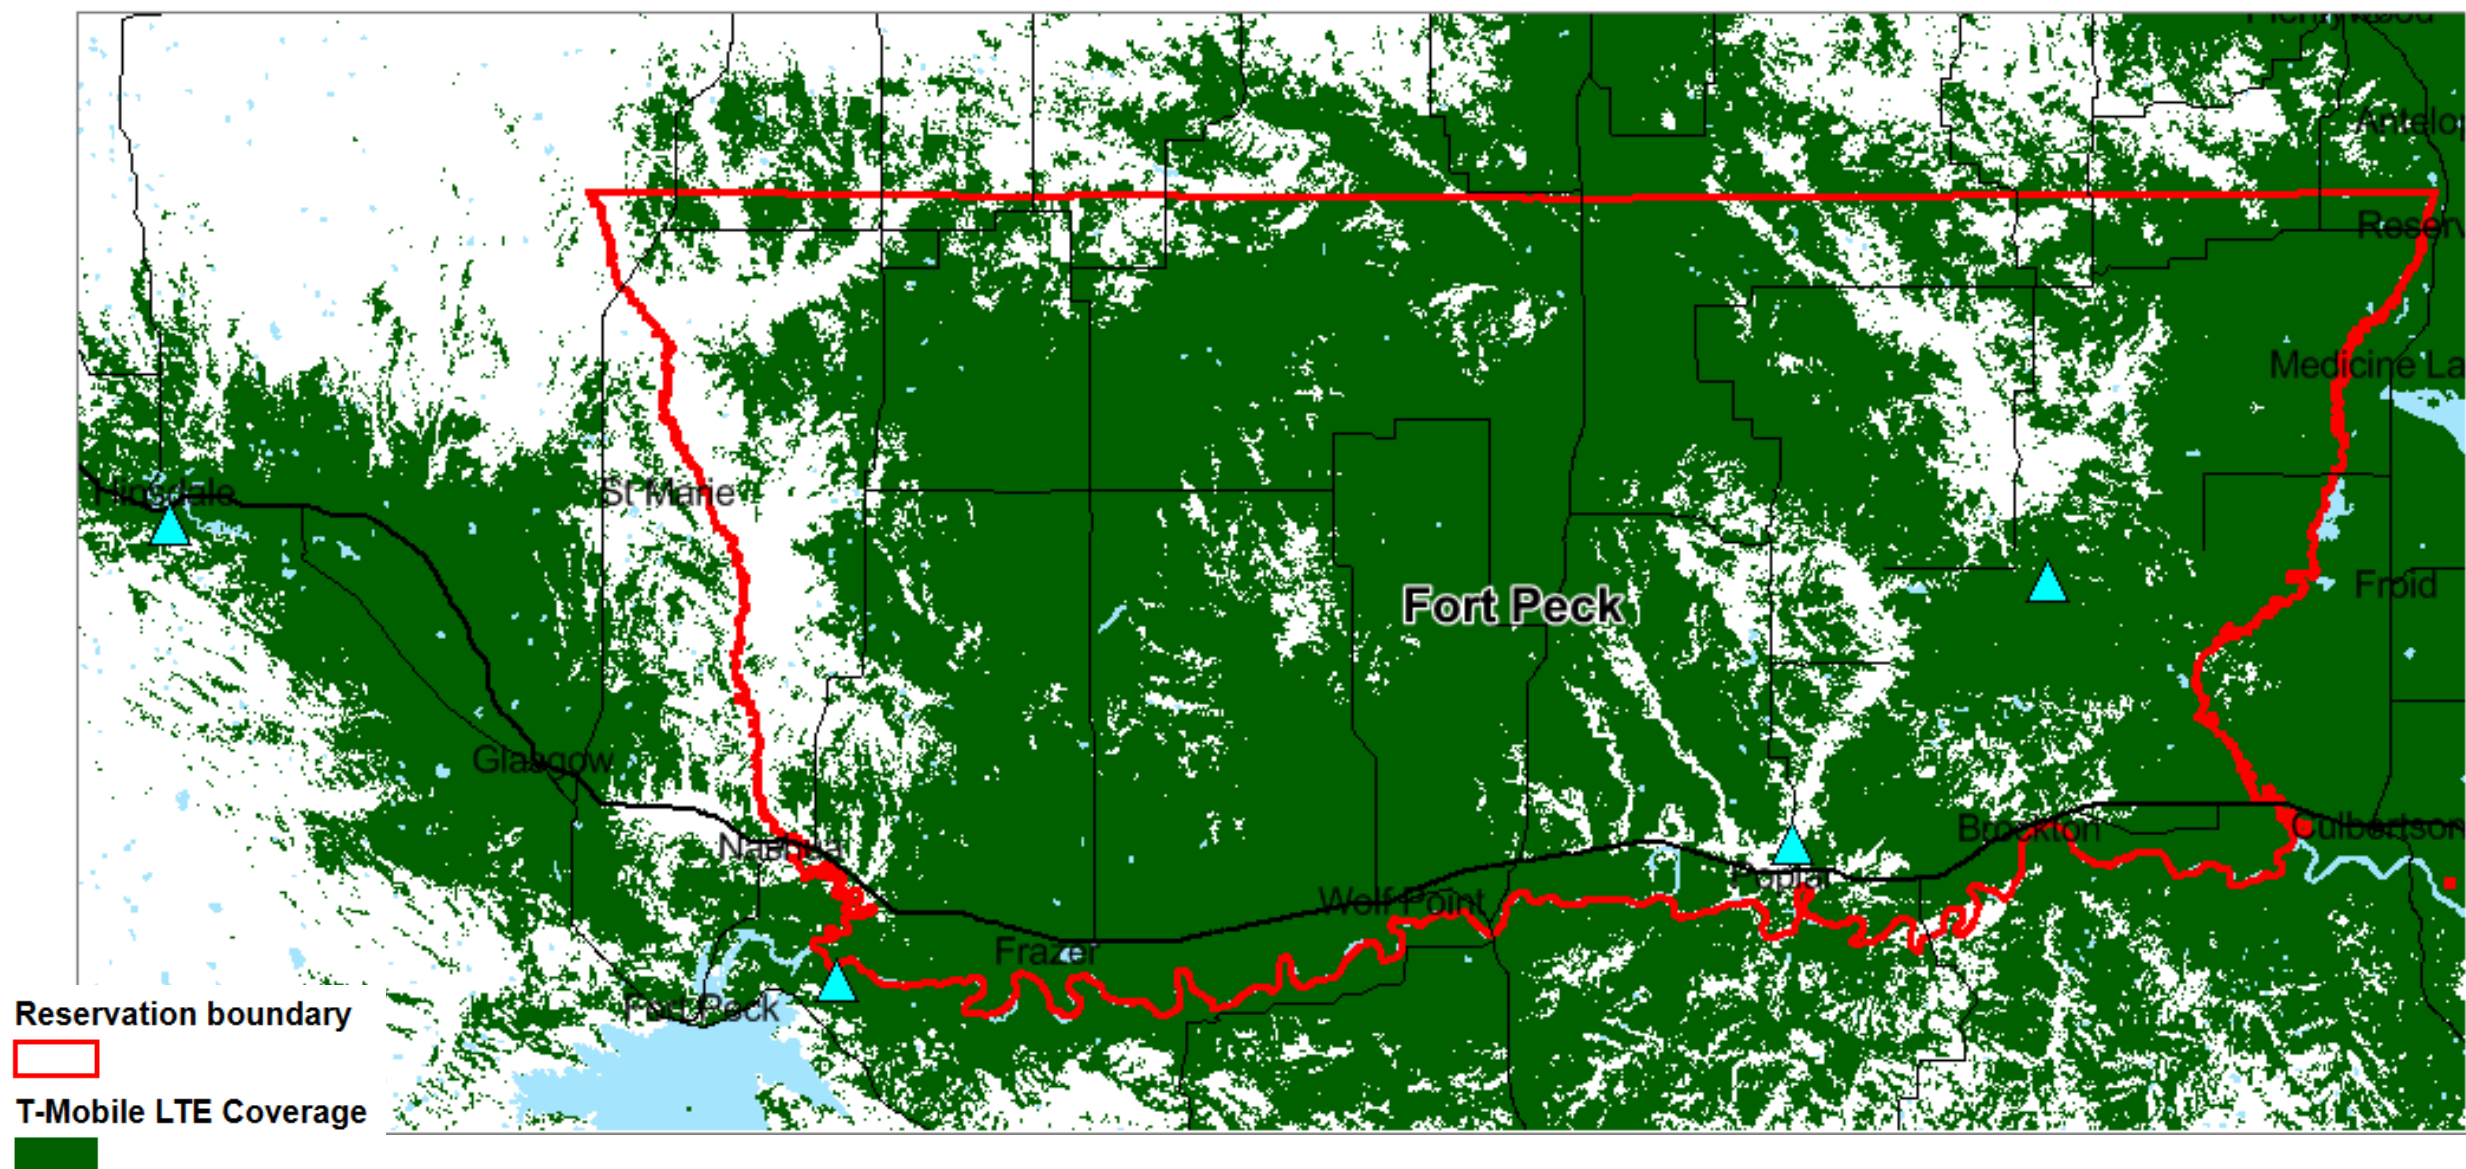 Antelo
Reserv
Medicine La
Hinsdale
St Marie
Froid
Fort Peck
Glasgow
Nashua
Brockton
Culbertson
Poplar
Wolf Point
Frazer
Fort Peck
Reservation boundary
T-Mobile LTE Coverage